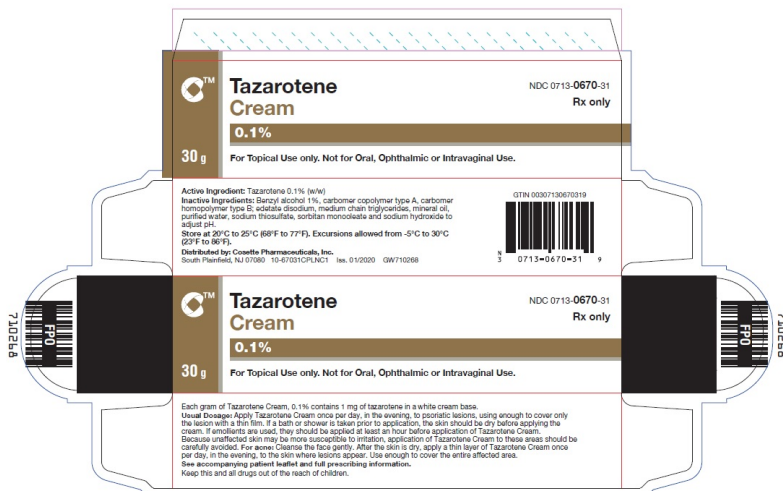 TM
Tazarotene
Cream
0.1%
30 g
NDC 0713-0670-31
Rx only
For Topical Use only. Not for Oral, Ophthalmic or Intravaginal Use.
Active Ingredient: Tazarotene 0.1% (w/w)
Inactive Ingredients: Benzyl alcohol 1%, carbomer copolymer type A, carbomer
homopolymer type B; edetate disodium, medium chain triglycerides, mineral oil,
purified water, sodium thiosulfate, sorbitan monooleate and sodium hydroxide to
adjust pH.
Store at 20°C to 25°C (68°F to 77°F). Excursions allowed from -5°C to 30°C
(23°F to 86°F).
Distributed by: Cosette Pharmaceuticals, Inc.
South Plainfield, NJ 07080 10-67031CPLNC1 Iss. 01/2020 GW710268
GTIN 00307130670319
N
3 0713-0670-31 9
TM
Tazarotene
Cream
0.1%
30 g
NDC 0713-0670-31
Rx only
For Topical Use only. Not for Oral, Ophthalmic or Intravaginal Use.
710268
FPO
FPO
710268
Each gram of Tazarotene Cream, 0.1% contains 1 mg of tazarotene in a white cream base.
Usual Dosage: Apply Tazarotene Cream once per day, in the evening, to psoriatic lesions, using enough to cover only
the lesion with a thin film. If a bath or shower is taken prior to application, the skin should be dry before applying the
cream. If emollients are used, they should be applied at least an hour before application of Tazarotene Cream.
Because unaffected skin may be more susceptible to irritation, application of Tazarotene Cream to these areas should be
carefully avoided. For acne: Cleanse the face gently. After the skin is dry, apply a thin layer of Tazarotene Cream once
per day, in the evening, to the skin where lesions appear. Use enough to cover the entire affected area.
See accompanying patient leaflet and full prescribing information.
Keep this and all drugs out of the reach of children.